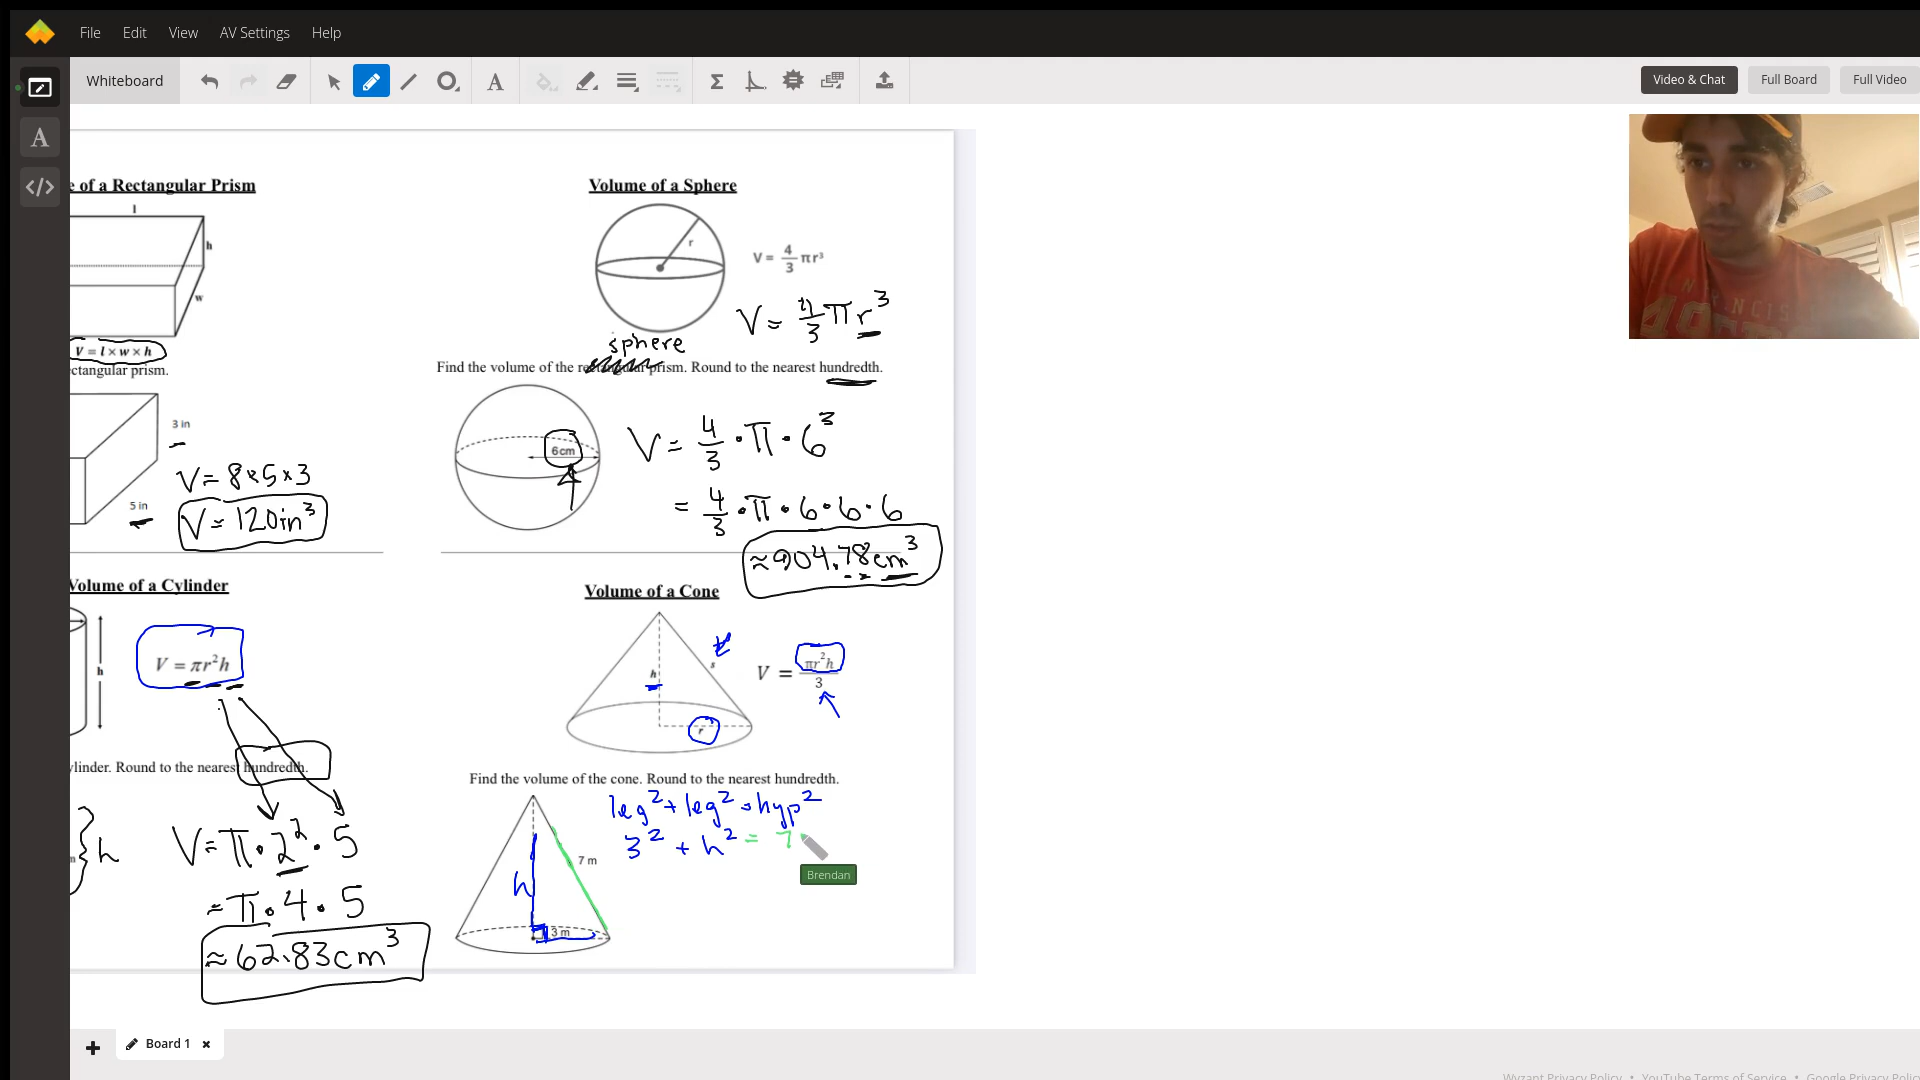 File Edit View AV Settings Help
Whiteboard
Video & Chat Full Board Full Video
e of a Rectangular Prism
l
h
w
V = l × w × h
ctangular prism.
3 in
5 in
V = 8×5×3
V = 120in³
Volume of a Sphere
r
V = 4/3 πr³
V = 4/3 πr³
sphere
Find the volume of the rectangular prism. Round to the nearest hundredth.
6cm
V = 4/3 · π · 6³
= 4/3 · π · 6 · 6 · 6
≈ 904.78cm³
Volume of a Cylinder
h
V = πr²h
ylinder. Round to the nearest hundredth.
h
V = π · 2² · 5
= π · 4 · 5
≈ 62.83cm³
Volume of a Cone
h
s
r
V = πr²h/3
Find the volume of the cone. Round to the nearest hundredth.
leg² + leg² = hyp²
3² + h² = 7
7 m
h
3 m
Brendan
Board 1
Wyzant Privacy Policy • YouTube Terms of Service • Google Privacy Polic